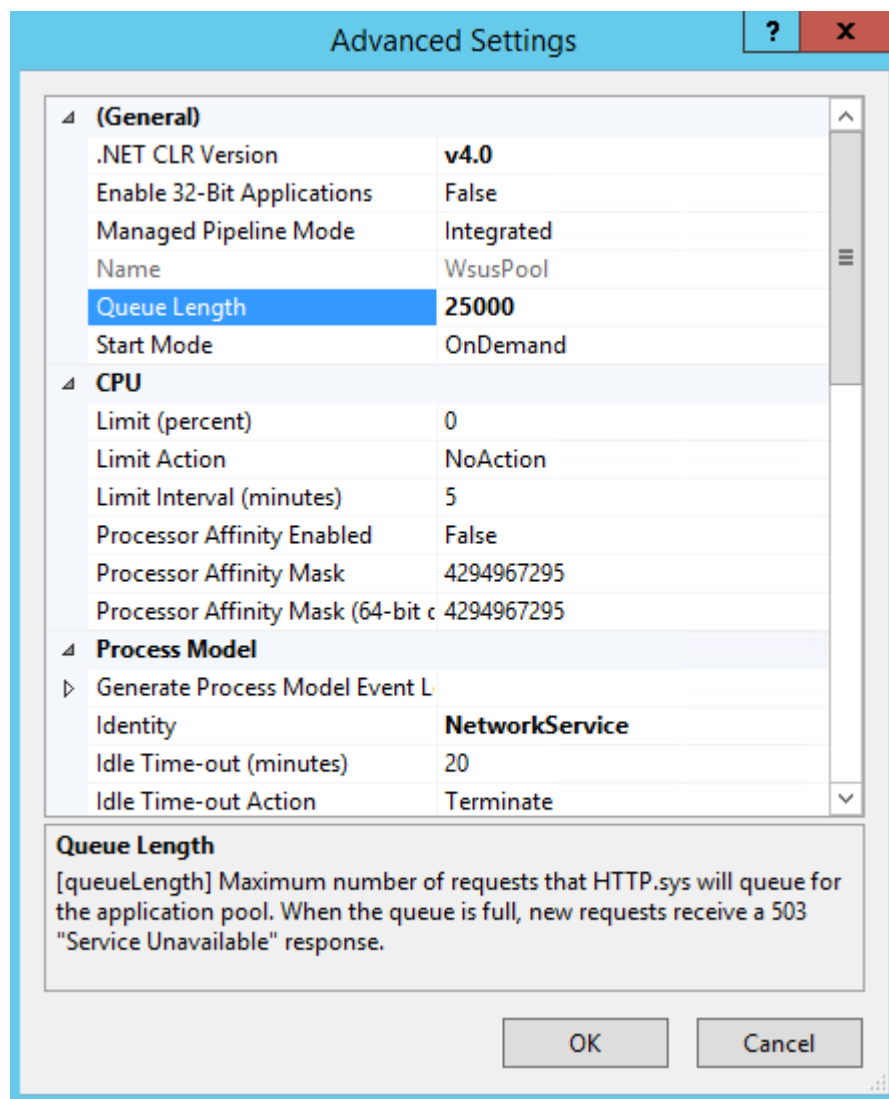 Advanced Settings
?
x
(General)
.NET CLR Version v4.0
Enable 32-Bit Applications False
Managed Pipeline Mode Integrated
Name WsusPool
Queue Length 25000
Start Mode OnDemand
CPU
Limit (percent) 0
Limit Action NoAction
Limit Interval (minutes) 5
Processor Affinity Enabled False
Processor Affinity Mask 4294967295
Processor Affinity Mask (64-bit c 4294967295
Process Model
Generate Process Model Event L
Identity NetworkService
Idle Time-out (minutes) 20
Idle Time-out Action Terminate
Queue Length
[queueLength] Maximum number of requests that HTTP.sys will queue for
the application pool. When the queue is full, new requests receive a 503
"Service Unavailable" response.
OK Cancel